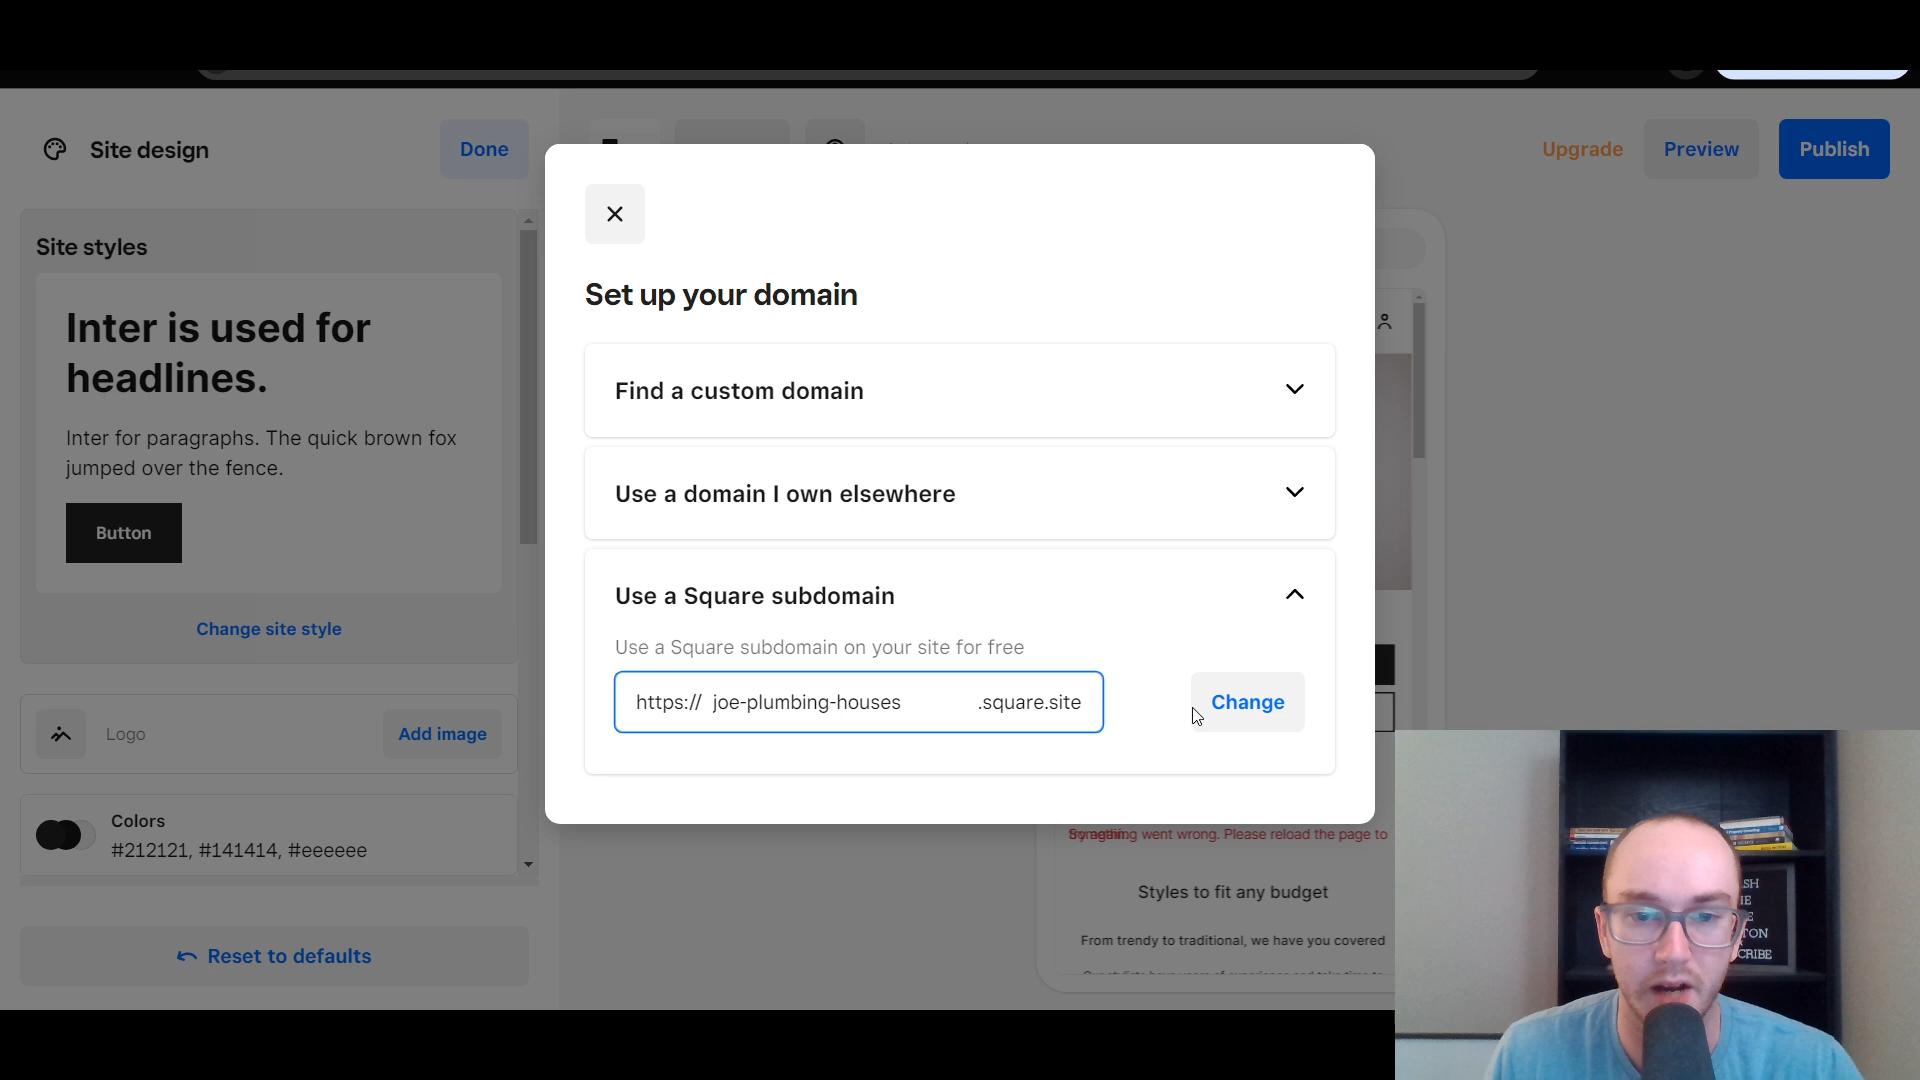 Site design
Done
Upgrade
Preview
Publish
Site styles
Inter is used for
headlines.
Inter for paragraphs. The quick brown fox
jumped over the fence.
Button
Change site style
Logo
Add image
Colors
#212121, #141414, #eeeeee
Reset to defaults
Set up your domain
Find a custom domain
Use a domain I own elsewhere
Use a Square subdomain
Use a Square subdomain on your site for free
https:// joe-plumbing-houses .square.site
Change
went wrong. Please reload the page to
Styles to fit any budget
From trendy to traditional, we have you covered